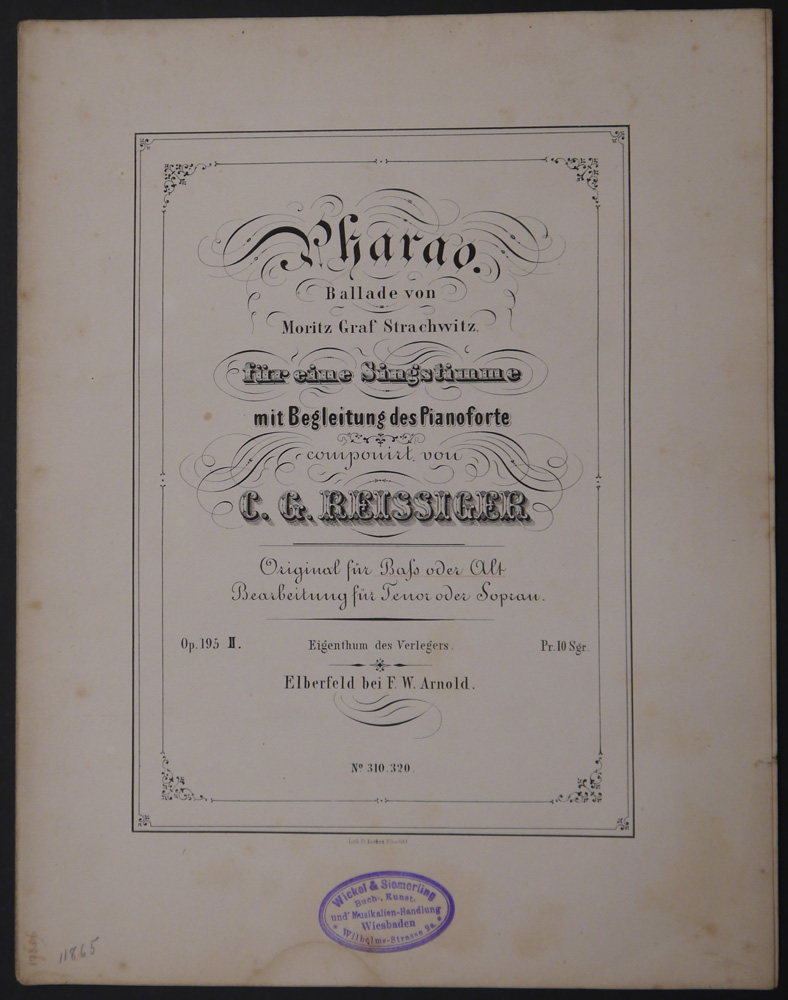 Pharao.
Ballade von
Moritz Graf Strachwitz.
für eine Singstimme
mit Begleitung des Pianoforte
componirt von
C. G. REISSIGER
Original für Baſs oder Alt
Bearbeitung für Tenor oder Sopran.
Op. 195 II. Eigenthum des Verlegers. Pr. 10 Sgr.
Elberfeld bei F. W. Arnold.
No 310.320.
Wickel & Siemerling
Buch-, Kunst-
und Musikalien-Handlung
Wiesbaden
Wilhelms-Strasse
11865